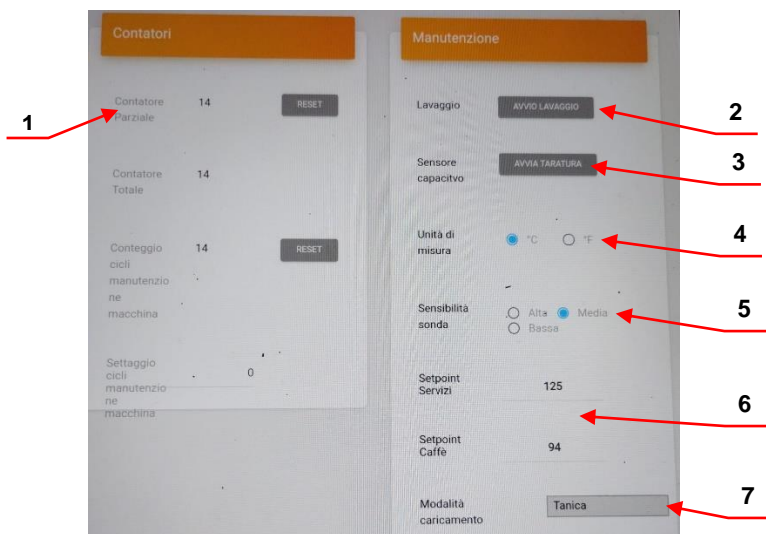 Contatori
Contatore 14 RESET
Parziale
Contatore 14
Totale
Conteggio 14 RESET
cicli
manutenzio
ne
macchina
Settaggio
cicli 0
manutenzio
ne
macchina
Manutenzione
Lavaggio AVVIO LAVAGGIO
Sensore AVVIA TARATURA
capacitvo
Unità di °C °F
misura
Sensibilità Alta Media
sonda Bassa
Setpoint 125
Servizi
Setpoint 94
Caffè
Modalità Tanica
caricamento
1
2
3
4
5
6
7